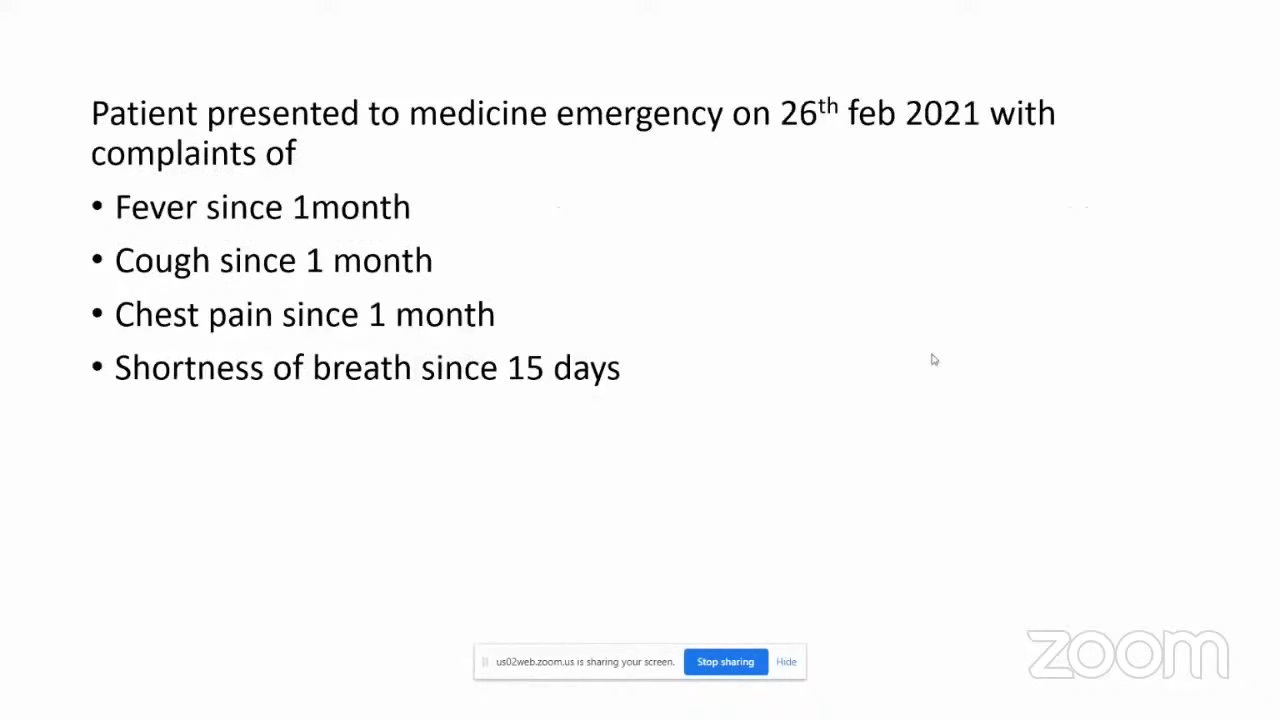 Patient presented to medicine emergency on 26th feb 2021 with
complaints of
• Fever since 1month
• Cough since 1 month
• Chest pain since 1 month
• Shortness of breath since 15 days
us02web.zoom.us is sharing your screen. Stop sharing Hide
zoom